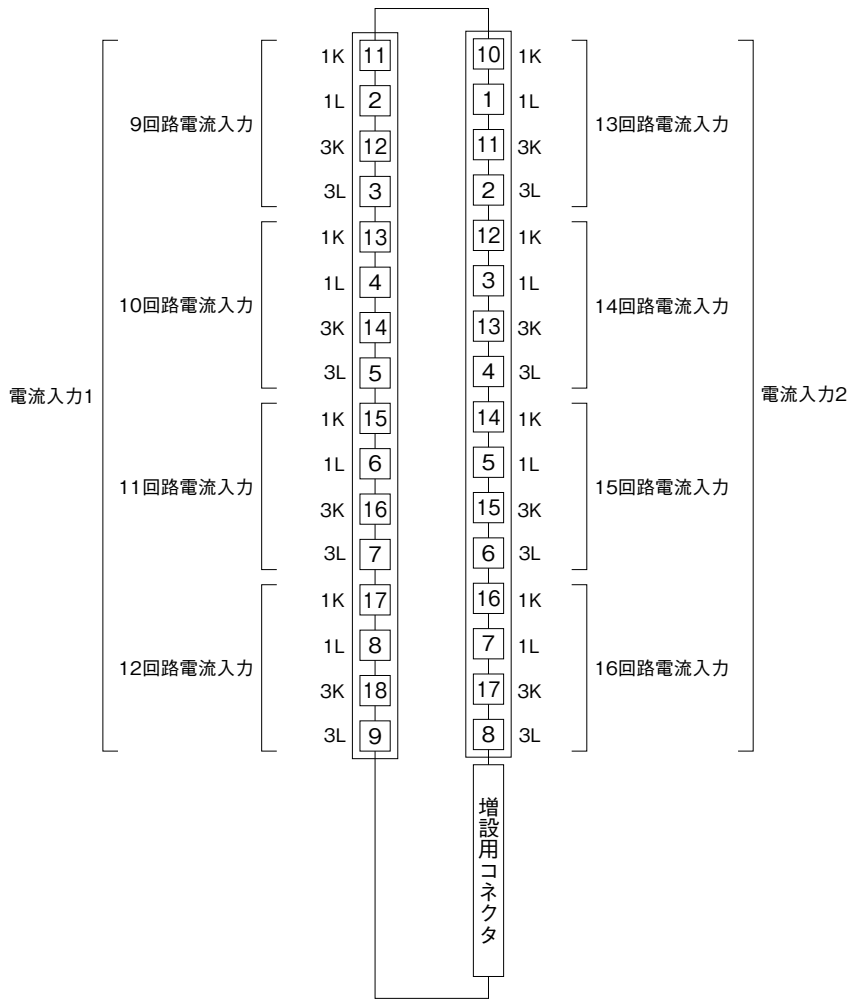 電流入力1
9回路電流入力
1K 11
1L 2
3K 12
3L 3
10回路電流入力
1K 13
1L 4
3K 14
3L 5
11回路電流入力
1K 15
1L 6
3K 16
3L 7
12回路電流入力
1K 17
1L 8
3K 18
3L 9
10 1K
1 1L
11 3K
2 3L
13回路電流入力
12 1K
3 1L
13 3K
4 3L
14回路電流入力
14 1K
5 1L
15 3K
6 3L
15回路電流入力
16 1K
7 1L
17 3K
8 3L
16回路電流入力
電流入力2
増設用コネクタ